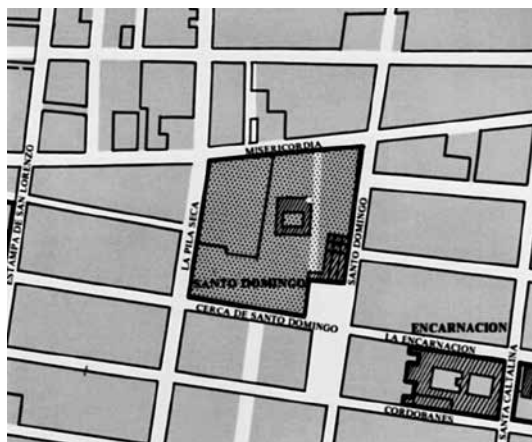 MISERICORDIA
ESTAMPA DE SAN LORENZO
LA PILA SECA
SANTO DOMINGO
SANTO DOMINGO
CERCA DE SANTO DOMINGO
ENCARNACION
LA ENCARNACION
SANTA CALTALINA
CORDOBANES